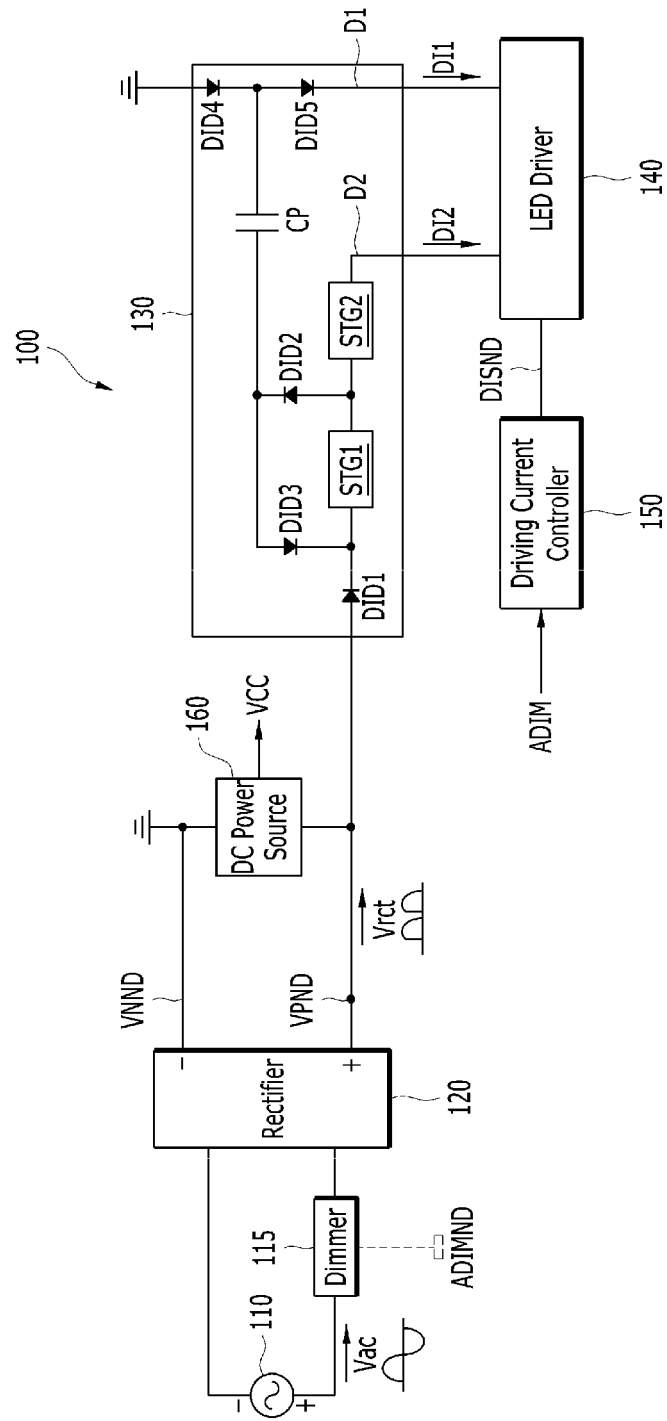 100
110
Vac
115
Dimmer
ADIMND
120
Rectifier
-
+
-
+
VNND
VPND
Vrct
160
DC Power
Source
VCC
130
DID1
DID3
DID2
STG1
STG2
CP
DID4
DID5
D2
D1
DI2
DI1
ADIM
Driving Current
Controller
150
DISND
LED Driver
140